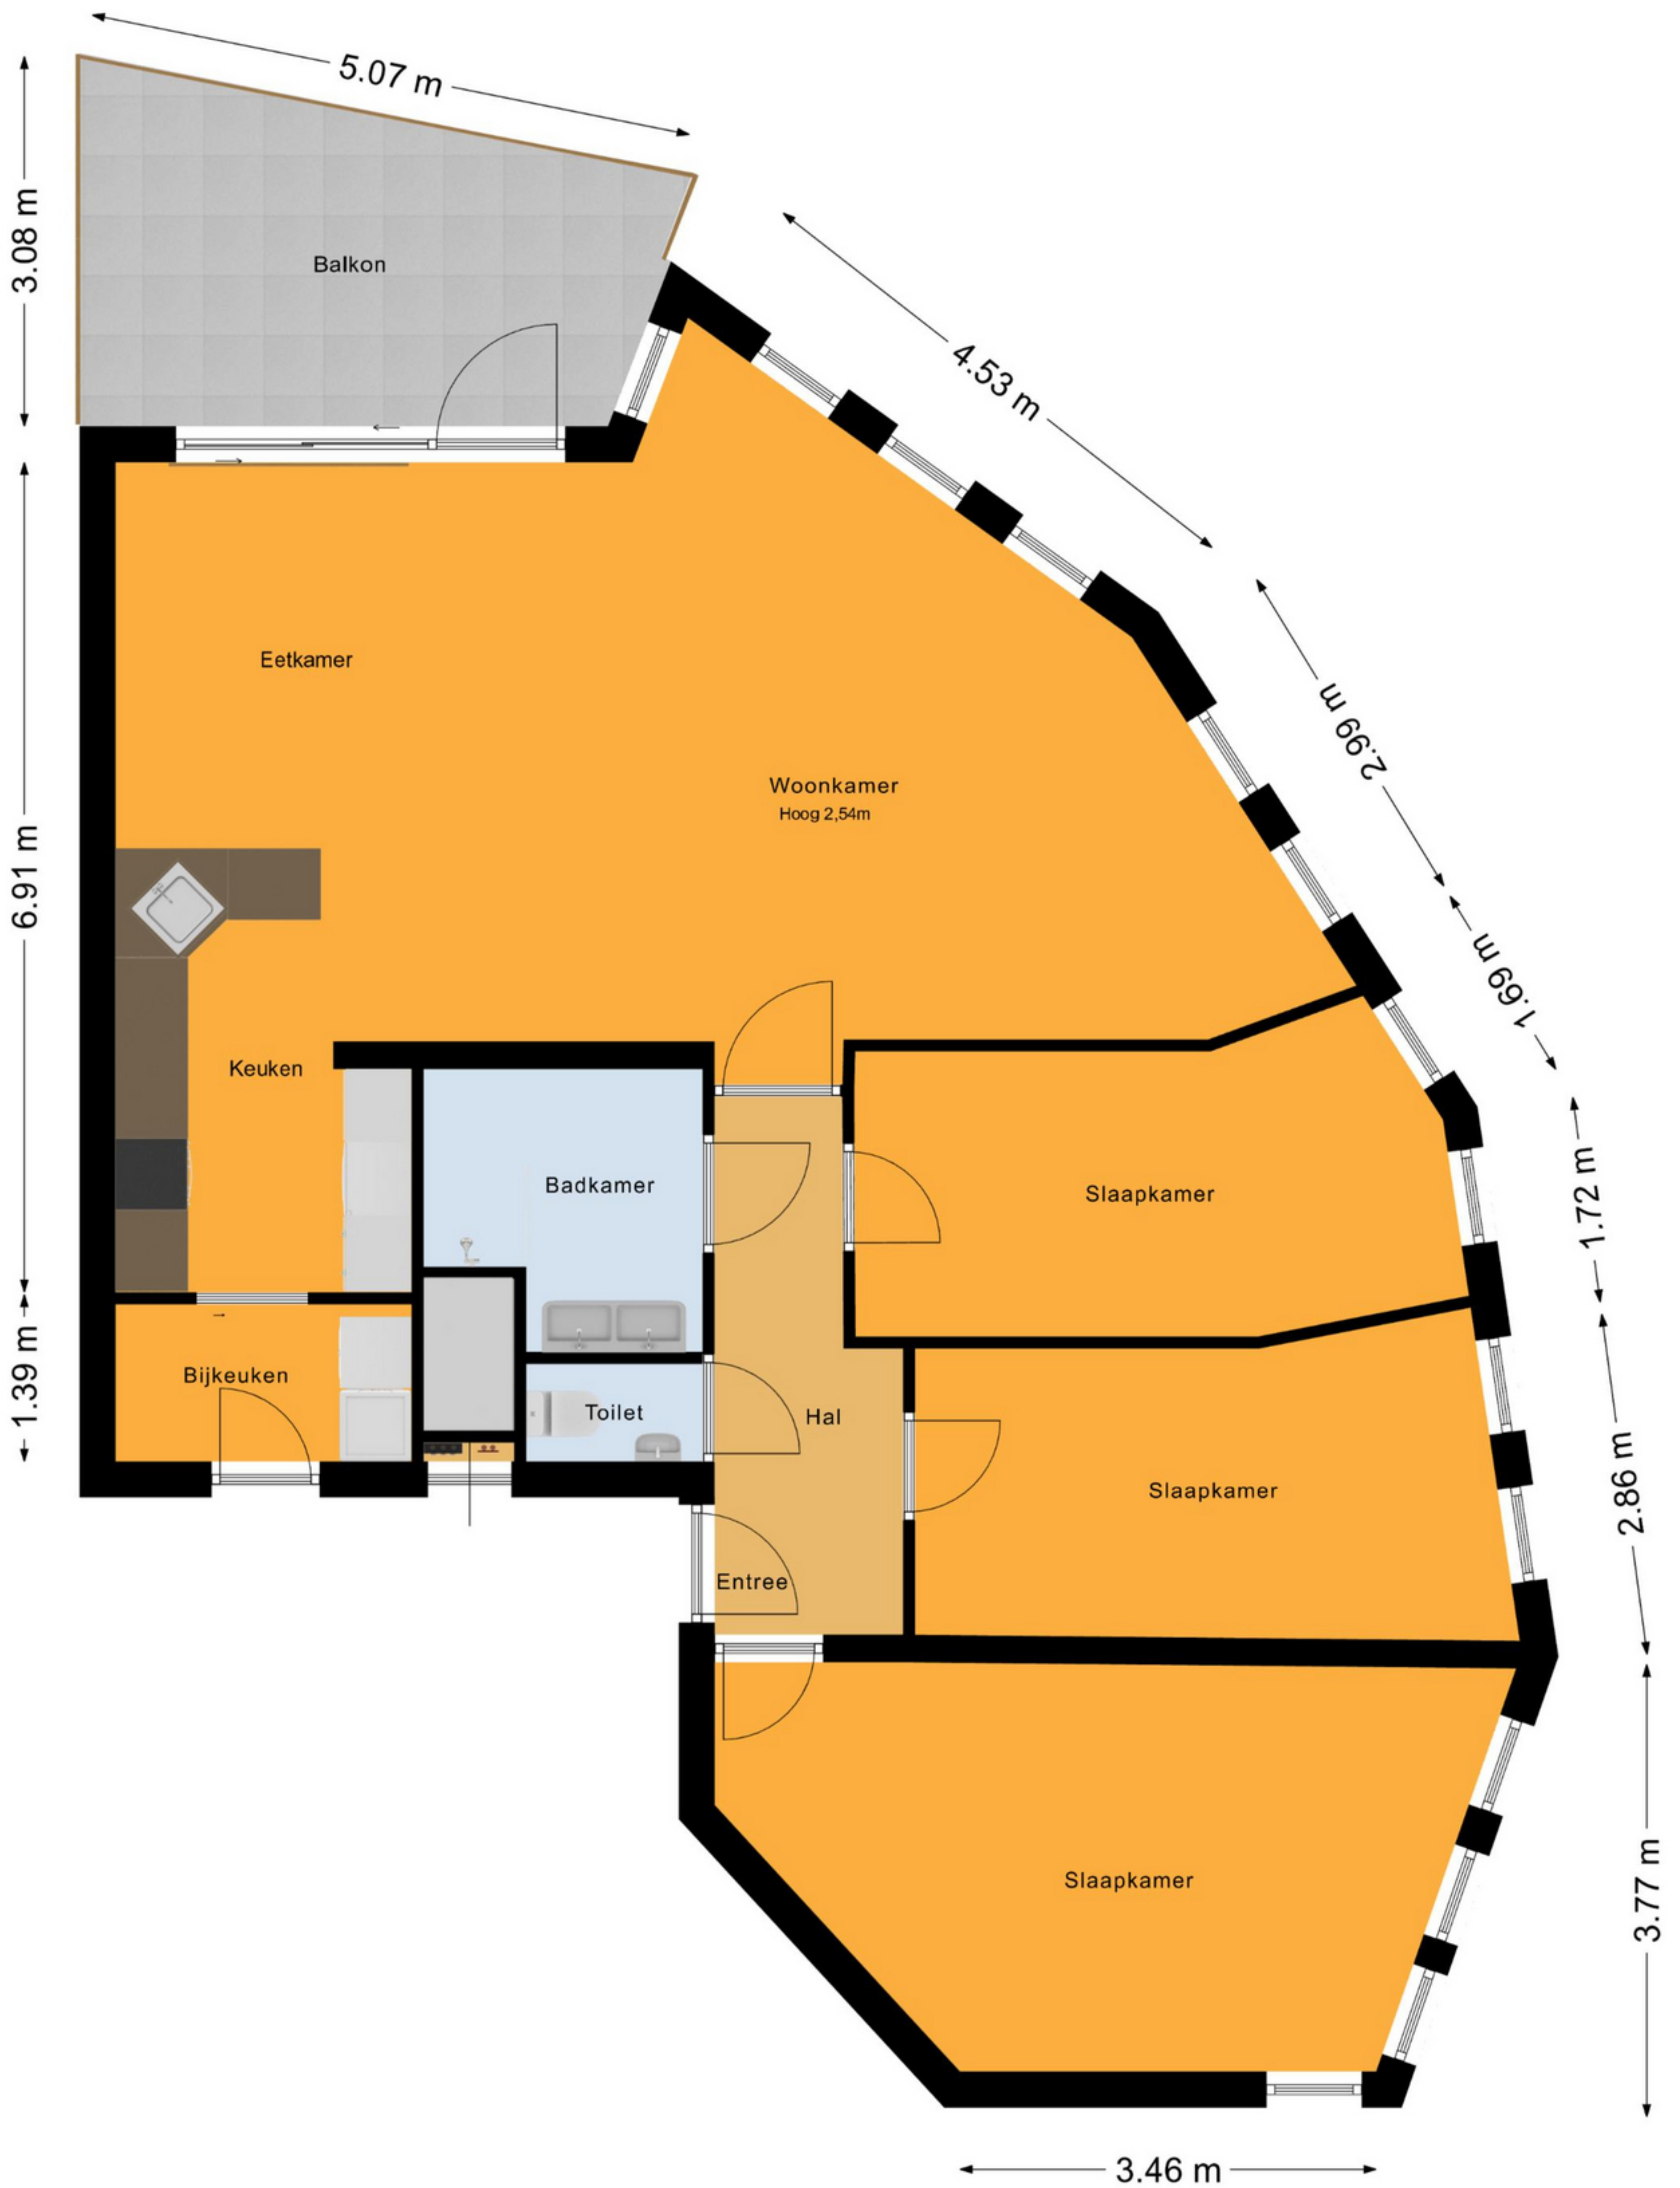 5.07 m
3.08 m
Balkon
4.53 m
Eetkamer
2.99 m
Woonkamer
Hoog 2,54m
6.91 m
1.69 m
Keuken
Badkamer
Slaapkamer
1.72 m
1.39 m
Bijkeuken
Toilet
Hal
Slaapkamer
2.86 m
Entree
Slaapkamer
3.77 m
3.46 m